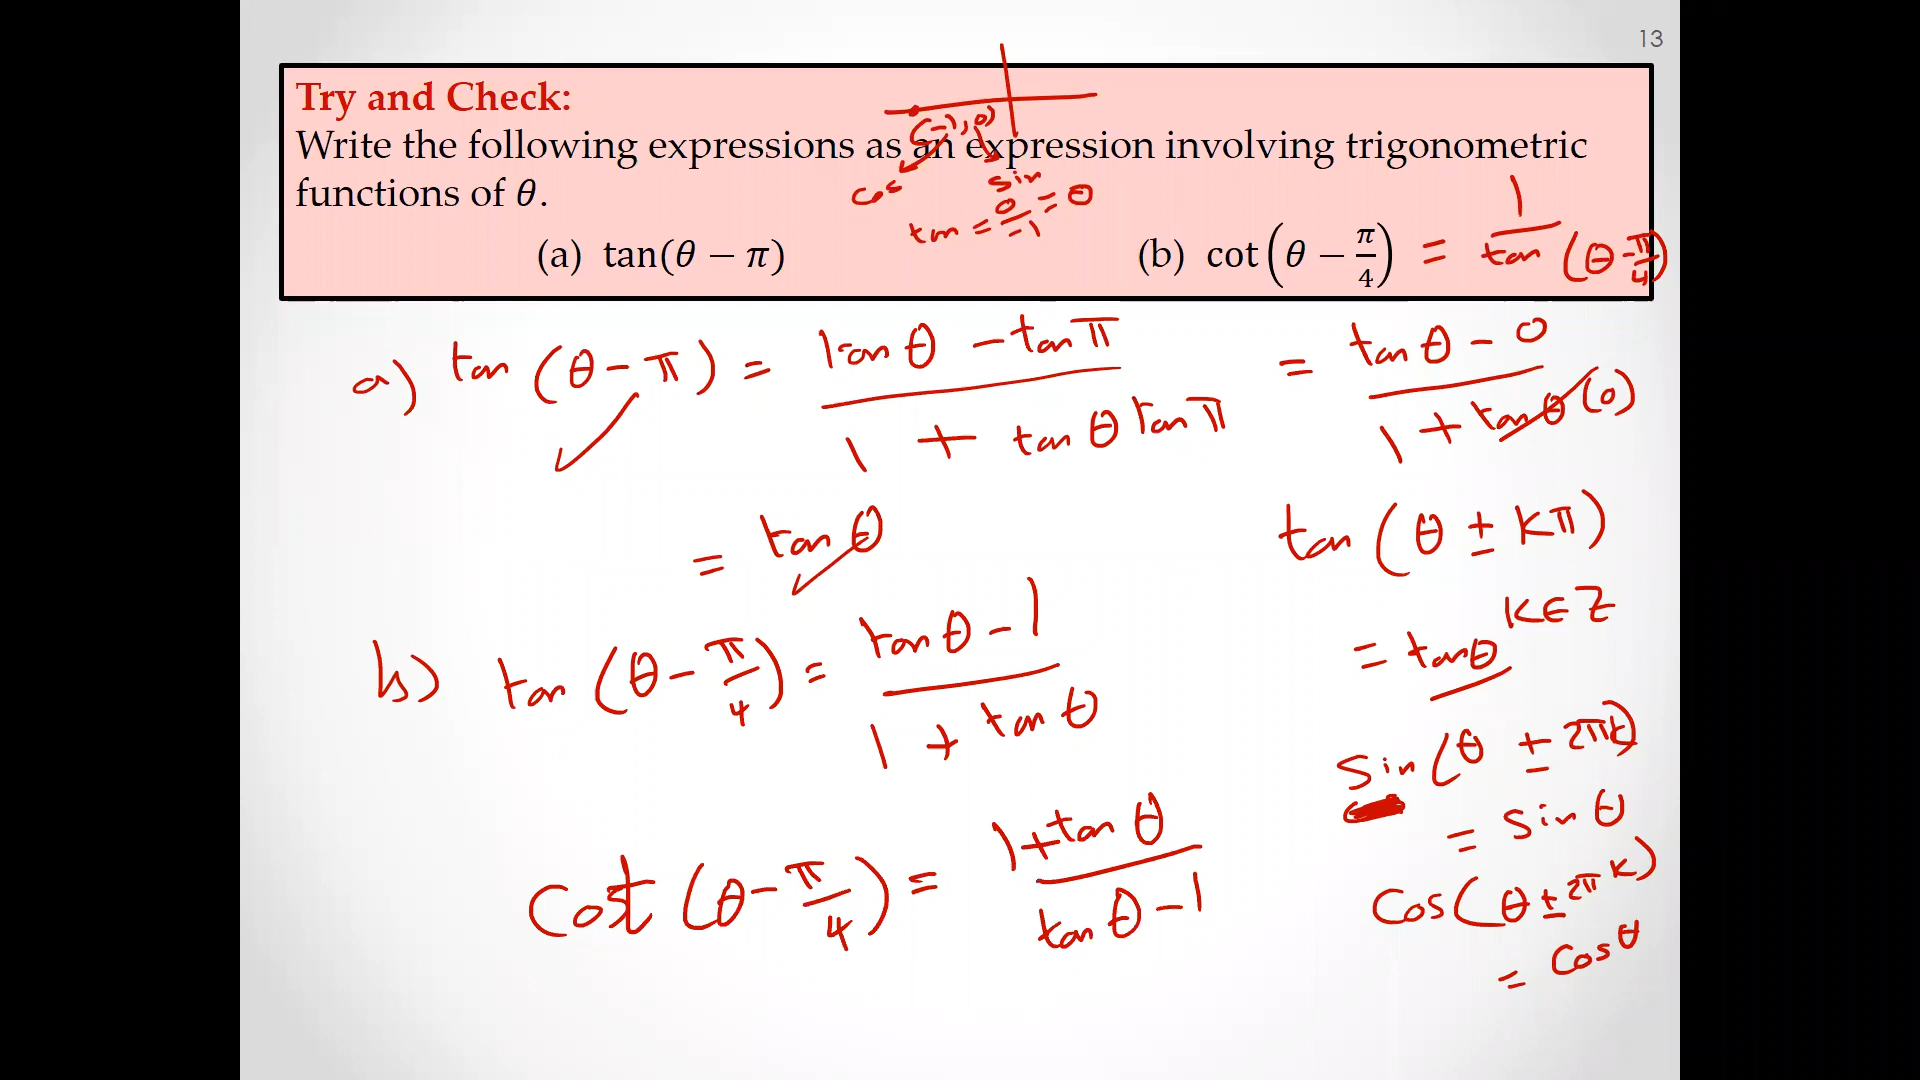 13
Try and Check:
Write the following expressions as an expression involving trigonometric
functions of θ.
(-1, 0)
cos
sin
tan = 0/-1 = 0
(a) tan(θ − π)
(b) cot(θ − π/4) = 1/tan(θ - π/4)
a) tan(θ - π) = (tan θ - tan π)/(1 + tan θ tan π) = (tan θ - 0)/(1 + tan θ (0))
= tan θ
tan(θ ± kπ)
k ∈ Z
= tan θ
b) tan(θ - π/4) = (tan θ - 1)/(1 + tan θ)
sin(θ ± 2πk)
= sin θ
cot(θ - π/4) = (1 + tan θ)/(tan θ - 1)
cos(θ ± 2πk)
= cos θ